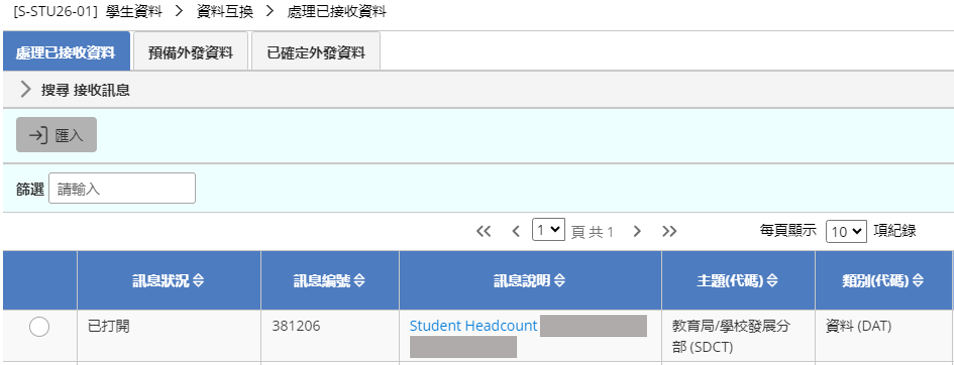 [S-STU26-01] 學生資料 > 資料互換 > 處理已接收資料
處理已接收資料 預備外發資料 已確定外發資料
搜尋 接收訊息
匯入
篩選 請輸入
1 頁共 1 每頁顯示 10 項紀錄
訊息狀況 訊息編號 訊息說明 主題(代碼) 類別(代碼)
已打開 381206 Student Headcount 教育局/學校發展分 資料 (DAT)
部 (SDCT)